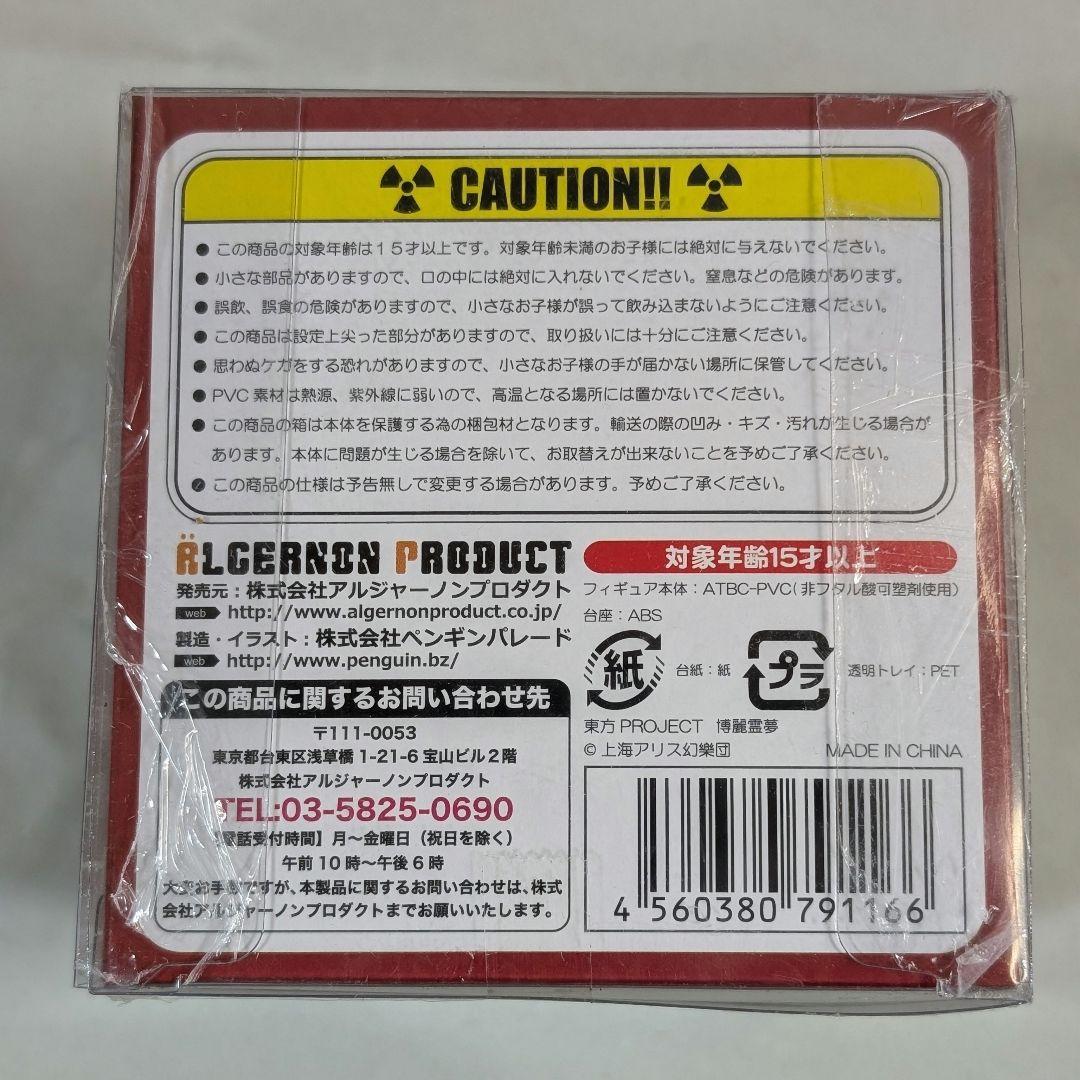 CAUTION!!
● この商品の対象年齢は15才以上です。対象年齢未満のお子様には絶対に与えないでください。
● 小さな部品がありますので、口の中には絶対に入れないでください。窒息などの危険があります。
● 誤飲、誤食の危険がありますので、小さなお子様が誤って飲み込まないようにご注意ください。
● この商品は設定上尖った部分がありますので、取り扱いには十分にご注意ください。
● 思わぬケガをする恐れがありますので、小さなお子様の手が届かない場所に保管してください。
● PVC素材は熱源、紫外線に弱いので、高温となる場所には置かないでください。
● この商品の箱は本体を保護する為の梱包材となります。輸送の際の凹み・キズ・汚れが生じる場合が
あります。本体に問題が生じる場合を除いて、お取替えが出来ないことを予めご了承ください。
● この商品の仕様は予告無しで変更する場合があります。予めご了承ください。
ALGERNON PRODUCT
発売元：株式会社アルジャーノンプロダクト
web http://www.algernonproduct.co.jp/
製造・イラスト：株式会社ペンギンパレード
web http://www.penguin.bz/
この商品に関するお問い合わせ先
〒111-0053
東京都台東区浅草橋1-21-6 宝山ビル2階
株式会社アルジャーノンプロダクト
TEL:03-5825-0690
【電話受付時間】月～金曜日（祝日を除く）
午前10時～午後6時
大変お手数ですが、本製品に関するお問い合わせは、株式
会社アルジャーノンプロダクトまでお願いいたします。
対象年齢15才以上
フィギュア本体：ATBC-PVC（非フタル酸可塑剤使用）
台座：ABS
紙 台紙：紙
プラ 透明トレイ：PET
東方PROJECT 博麗霊夢
© 上海アリス幻樂団 MADE IN CHINA
4 560380 791166